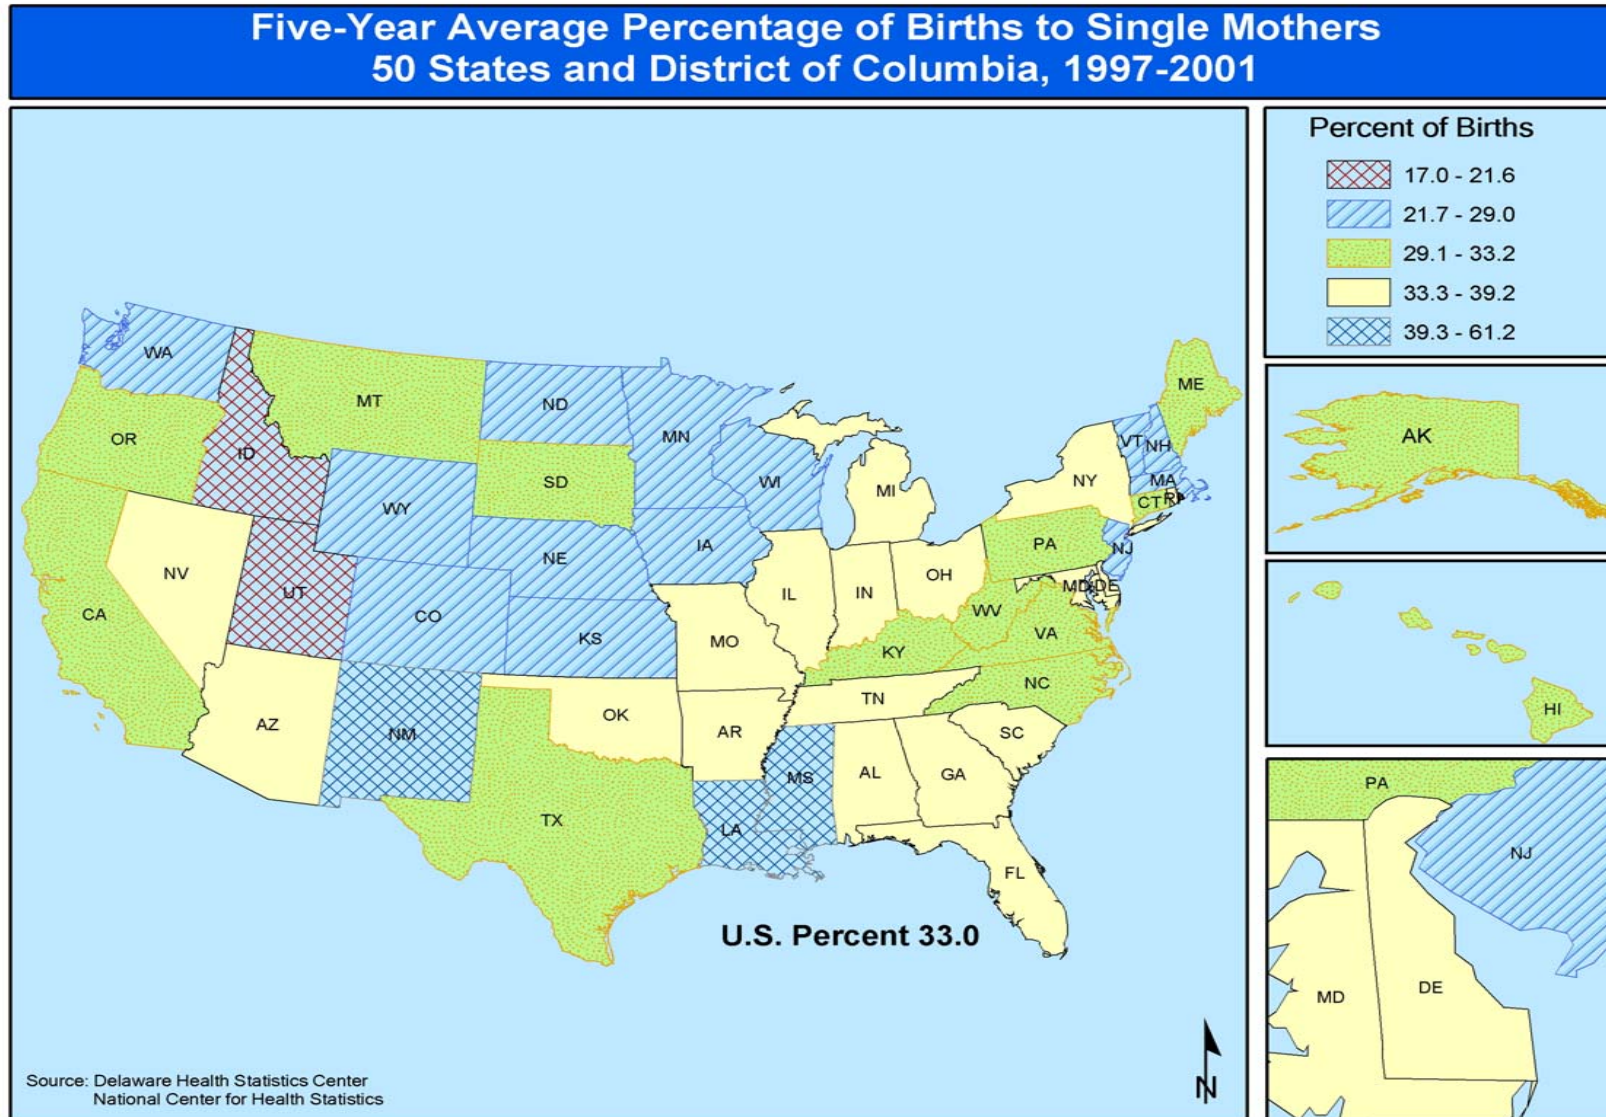 Five-Year Average Percentage of Births to Single Mothers
50 States and District of Columbia, 1997-2001
Percent of Births
17.0 - 21.6
21.7 - 29.0
29.1 - 33.2
33.3 - 39.2
39.3 - 61.2
WA
MT
ND
MN
ME
OR
ID
SD
WI
VT
NH
WY
MI
NY
MA
CT
RI
IA
NE
PA
NJ
NV
UT
CO
IL
IN
OH
MD
DE
CA
KS
MO
WV
VA
KY
NC
AZ
NM
OK
AR
TN
SC
TX
LA
MS
AL
GA
FL
U.S. Percent 33.0
N
Source: Delaware Health Statistics Center
National Center for Health Statistics
AK
HI
PA
NJ
MD
DE